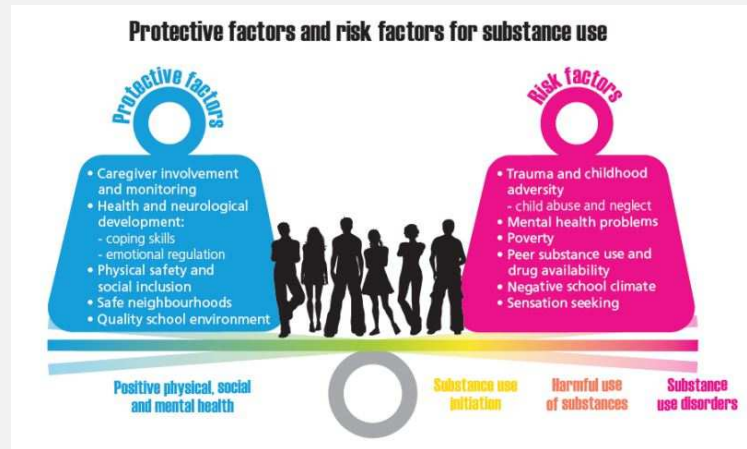 Protective factors and risk factors for substance use
Protective factors
• Caregiver involvement
and monitoring
• Health and neurological
development:
- coping skills
- emotional regulation
• Physical safety and
social inclusion
• Safe neighbourhoods
• Quality school environment
Risk factors
• Trauma and childhood
adversity
- child abuse and neglect
• Mental health problems
• Poverty
• Peer substance use and
drug availability
• Negative school climate
• Sensation seeking
Positive physical, social
and mental health
Substance use
initiation
Harmful use
of substances
Substance
use disorders